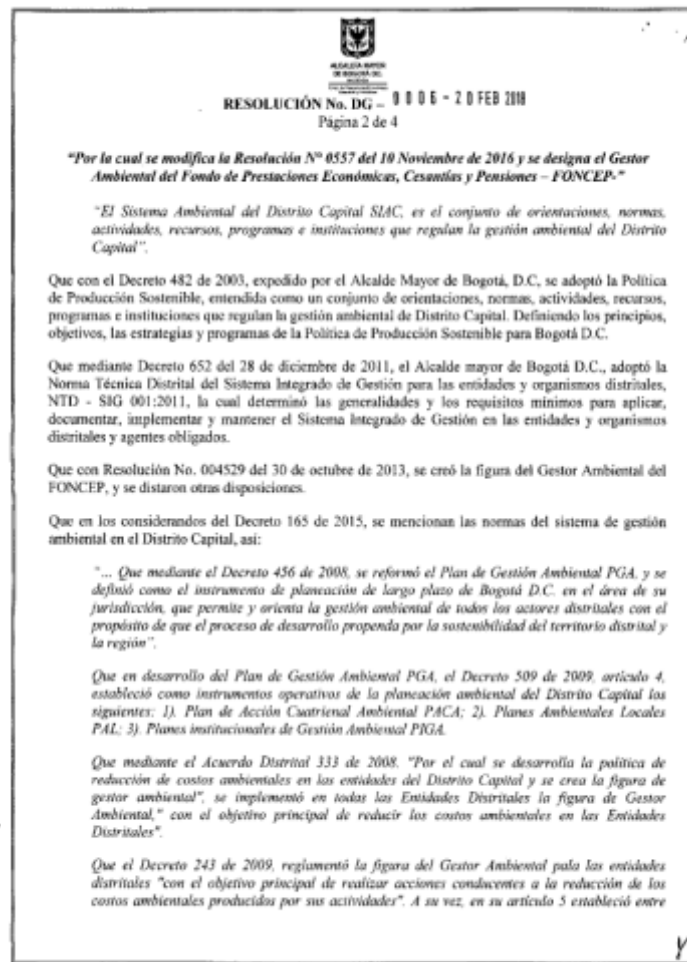 ALCALDÍA MAYOR
DE BOGOTÁ D.C.
RESOLUCIÓN No. DG – 0006 - 20 FEB 2018
Página 2 de 4
"Por la cual se modifica la Resolución N° 0557 del 10 Noviembre de 2016 y se designa el Gestor
Ambiental del Fondo de Prestaciones Económicas, Cesantías y Pensiones – FONCEP-"
"El Sistema Ambiental del Distrito Capital SIAC, es el conjunto de orientaciones, normas,
actividades, recursos, programas e instituciones que regulan la gestión ambiental del Distrito
Capital".
Que con el Decreto 482 de 2003, expedido por el Alcalde Mayor de Bogotá, D.C, se adoptó la Política
de Producción Sostenible, entendida como un conjunto de orientaciones, normas, actividades, recursos,
programas e instituciones que regulan la gestión ambiental de Distrito Capital. Definiendo los principios,
objetivos, las estrategias y programas de la Política de Producción Sostenible para Bogotá D.C.
Que mediante Decreto 652 del 28 de diciembre de 2011, el Alcalde mayor de Bogotá D.C., adoptó la
Norma Técnica Distrital del Sistema Integrado de Gestión para las entidades y organismos distritales,
NTD - SIG 001:2011, la cual determinó las generalidades y los requisitos mínimos para aplicar,
documentar, implementar y mantener el Sistema Integrado de Gestión en las entidades y organismos
distritales y agentes obligados.
Que con Resolución No. 004529 del 30 de octubre de 2013, se creó la figura del Gestor Ambiental del
FONCEP, y se distaron otras disposiciones.
Que en los considerandos del Decreto 165 de 2015, se mencionan las normas del sistema de gestión
ambiental en el Distrito Capital, así:
"... Que mediante el Decreto 456 de 2008, se reformó el Plan de Gestión Ambiental PGA, y se
definió como el instrumento de planeación de largo plazo de Bogotá D.C. en el área de su
jurisdicción, que permite y orienta la gestión ambiental de todos los actores distritales con el
propósito de que el proceso de desarrollo propenda por la sostenibilidad del territorio distrital y
la región".
Que en desarrollo del Plan de Gestión Ambiental PGA, el Decreto 509 de 2009, artículo 4,
estableció como instrumentos operativos de la planeación ambiental del Distrito Capital los
siguientes: 1). Plan de Acción Cuatrienal Ambiental PACA; 2). Planes Ambientales Locales
PAL; 3). Planes institucionales de Gestión Ambiental PIGA.
Que mediante el Acuerdo Distrital 333 de 2008. "Por el cual se desarrolla la política de
reducción de costos ambientales en las entidades del Distrito Capital y se crea la figura de
gestor ambiental", se implementó en todas las Entidades Distritales la figura de Gestor
Ambiental," con el objetivo principal de reducir los costos ambientales en las Entidades
Distritales".
Que el Decreto 243 de 2009, reglamentó la figura del Gestor Ambiental pala las entidades
distritales "con el objetivo principal de realizar acciones conducentes a la reducción de los
costos ambientales producidos por sus actividades". A su vez, en su artículo 5 estableció entre